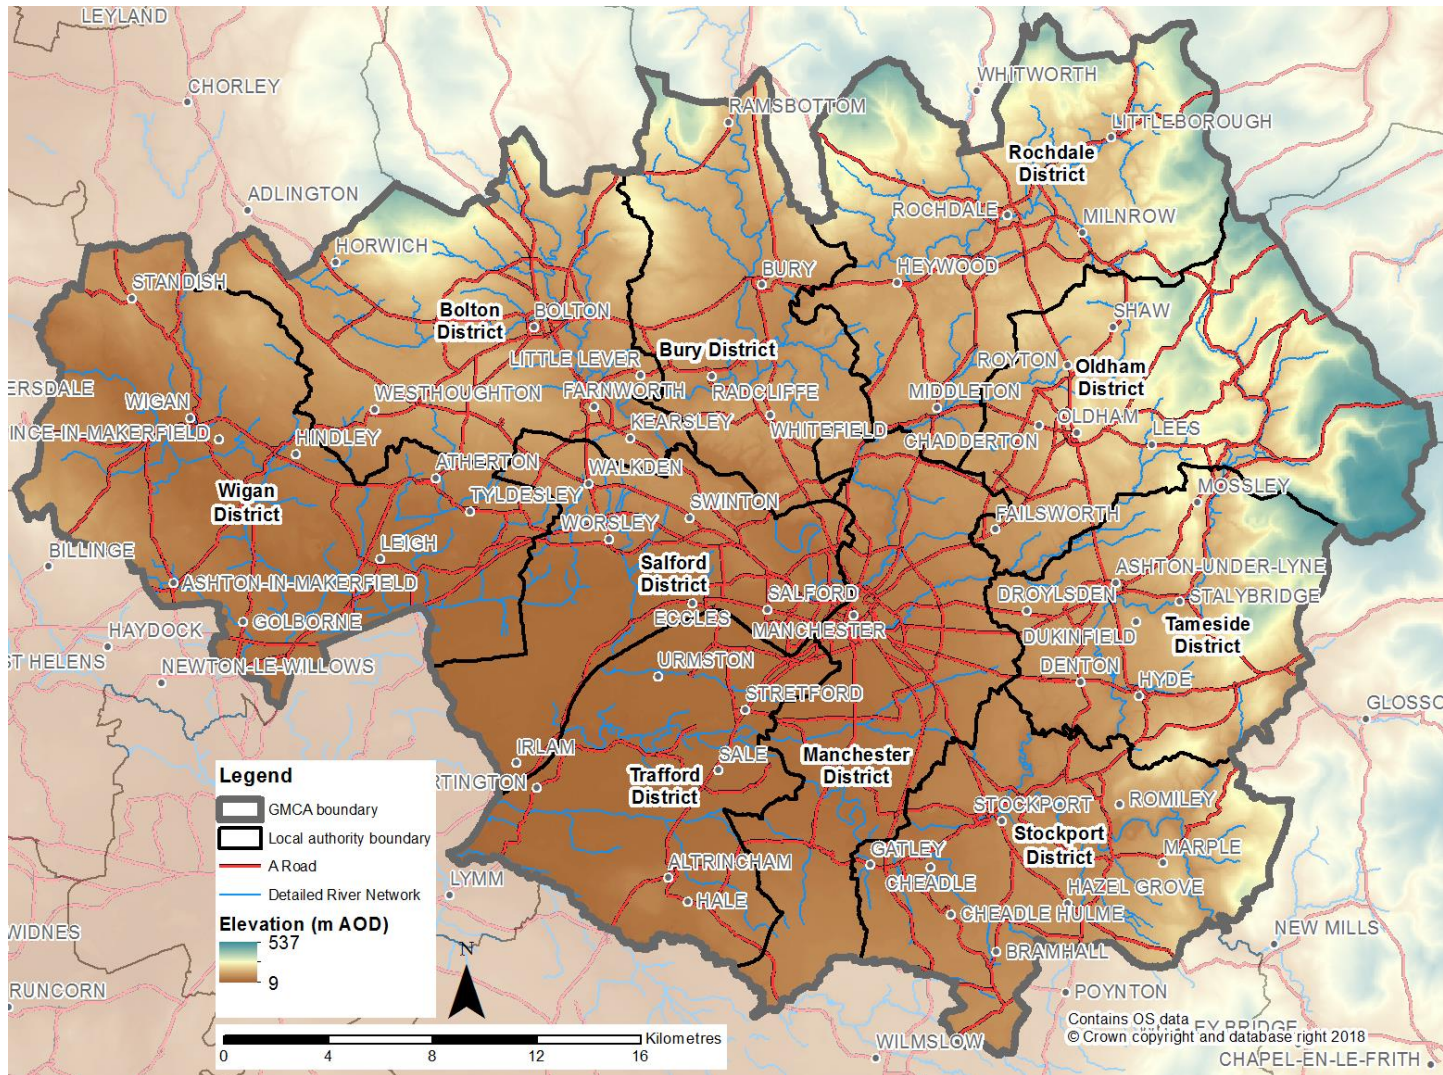 LEYLAND
CHORLEY
WHITWORTH
RAMSBOTTOM
LITTLEBOROUGH
Rochdale
District
ADLINGTON
ROCHDALE
MILNROW
HORWICH
STANDISH
BURY
HEYWOOD
Bolton
District
BOLTON
SHAW
Bury District
LITTLE LEVER
ROYTON
Oldham
District
ERSDALE
WESTHOUGHTON
FARNWORTH
RADCLIFFE
MIDDLETON
WIGAN
KEARSLEY
WHITEFIELD
OLDHAM
INCE-IN-MAKERFIELD
HINDLEY
CHADDERTON
LEES
ATHERTON
WALKDEN
Wigan
District
TYLDESLEY
SWINTON
MOSSLEY
WORSLEY
FAILSWORTH
BILLINGE
LEIGH
Salford
District
ASHTON-UNDER-LYNE
ASHTON-IN-MAKERFIELD
SALFORD
DROYLSDEN
STALYBRIDGE
GOLBORNE
ECCLES
MANCHESTER
DUKINFIELD
Tameside
District
HAYDOCK
ST HELENS
NEWTON-LE-WILLOWS
URMSTON
DENTON
HYDE
STRETFORD
GLOSSO
IRLAM
SALE
Manchester
District
RTINGTON
Trafford
District
STOCKPORT
ROMILEY
Stockport
District
GATLEY
MARPLE
ALTRINCHAM
CHEADLE
LYMM
HALE
HAZEL GROVE
CHEADLE HULME
WIDNES
BRAMHALL
NEW MILLS
RUNCORN
POYNTON
WILMSLOW
LEY BRIDGE
CHAPEL-EN-LE-FRITH
Legend
GMCA boundary
Local authority boundary
A Road
Detailed River Network
Elevation (m AOD)
537
9
N
Kilometres
0 4 8 12 16
Contains OS data
© Crown copyright and database right 2018